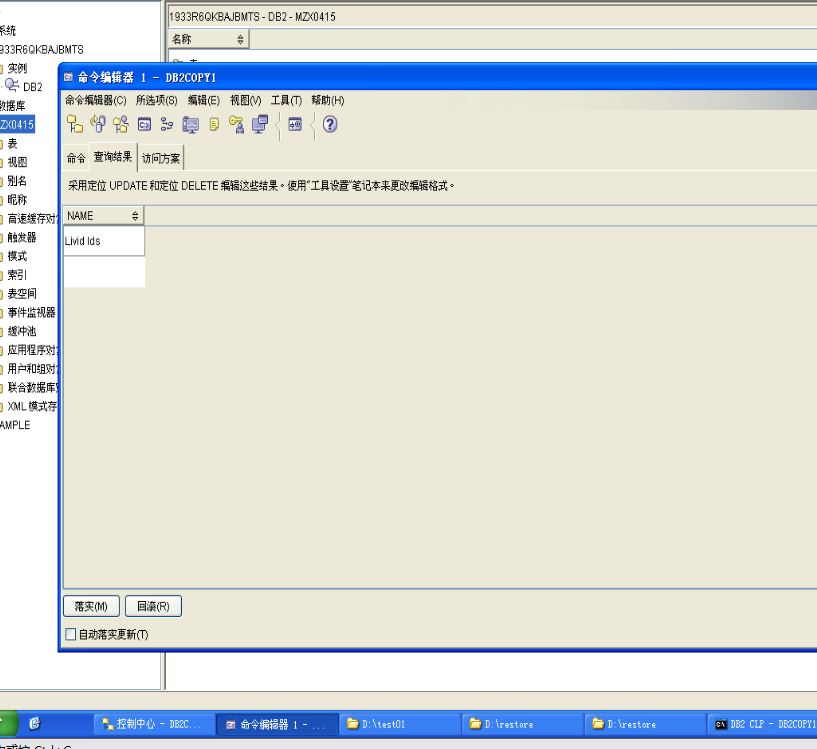 1933R6QKBAJBMTS - DB2 - MZX0415
系统
933R6QKBAJBMTS
名称
实例
DB2
数据库
ZX0415
表
视图
别名
昵称
高速缓存对
触发器
模式
索引
表空间
事件监视器
缓冲池
应用程序对
用户和组对
联合数据库
XML 模式存
AMPLE
命令编辑器 1 - DB2COPY1
命令编辑器(C) 所选项(S) 编辑(E) 视图(V) 工具(T) 帮助(H)
命令 查询结果 访问方案
采用定位 UPDATE 和定位 DELETE 编辑这些结果。使用“工具设置”笔记本来更改编辑格式。
NAME
Livid Ids
落实(M) 回滚(R)
自动落实更新(T)
控制中心 - DB2C... 命令编辑器 1 - ... D:\test01 D:\restore D:\restore DB2 CLP - DB2COPY1